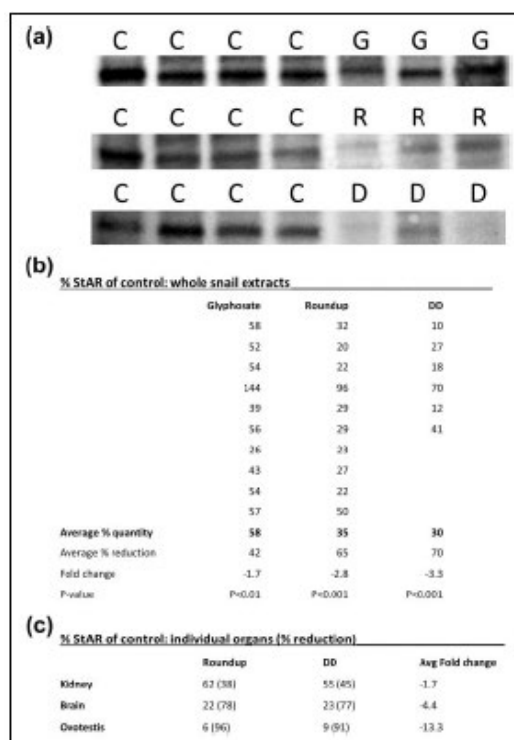 (a)
C C C C G G G
C C C C R R R
C C C C D D D
(b)
% StAR of control: whole snail extracts
Glyphosate Roundup DD
58 32 10
52 20 27
54 22 18
144 96 70
39 29 12
56 29 41
26 23
43 27
54 22
57 50
Average % quantity 58 35 30
Average % reduction 42 65 70
Fold change -1.7 -2.8 -3.3
P-value P<0.01 P<0.001 P<0.001
(c)
% StAR of control: individual organs (% reduction)
Roundup DD Avg Fold change
Kidney 62 (38) 55 (45) -1.7
Brain 22 (78) 23 (77) -4.4
Ovotestis 6 (96) 9 (91) -13.3